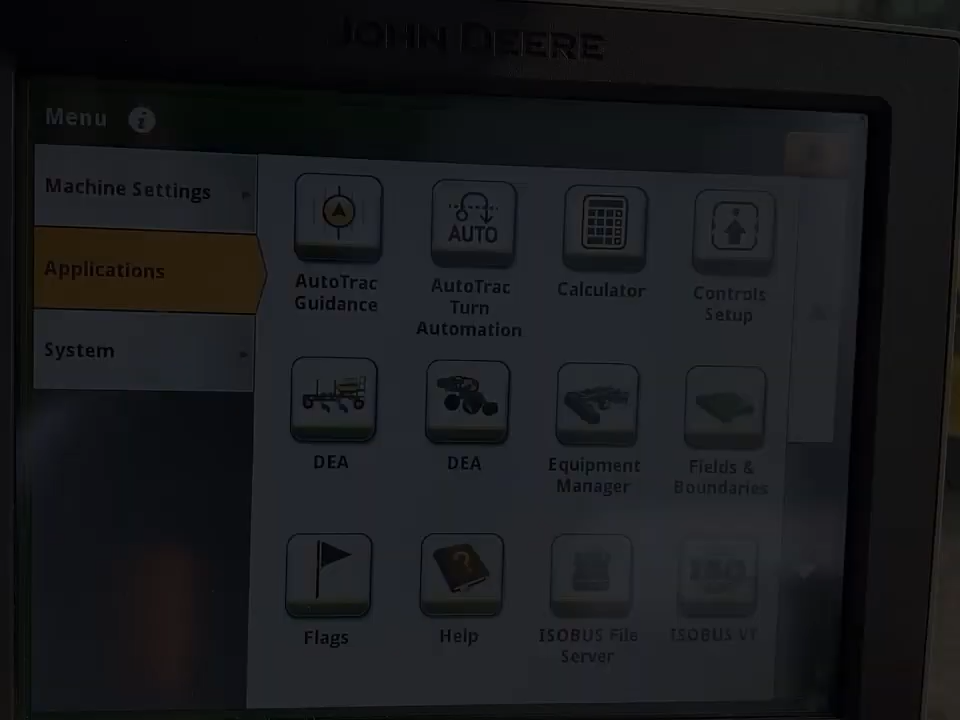 JOHN DEERE
Menu i
Machine Settings
Applications
System
AutoTrac
Guidance
AUTO
AutoTrac
Turn
Automation
Calculator
Controls
Setup
DEA
DEA
Equipment
Manager
Fields &
Boundaries
Flags
?
Help
ISOBUS File
Server
ISO
ISOBUS VT